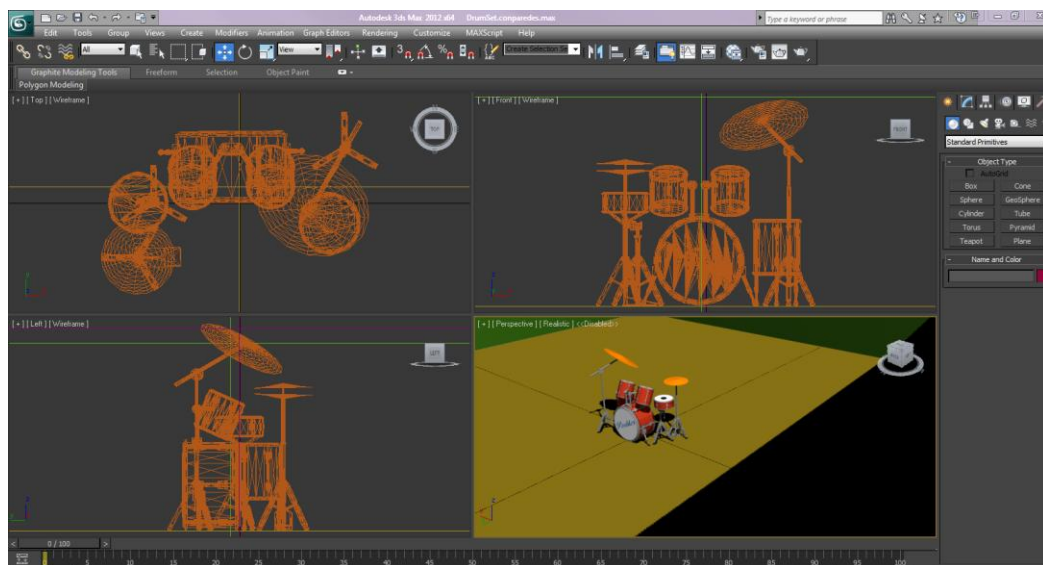 Autodesk 3ds Max 2012 x64 DrumSet.conparedes.max
Type a keyword or phrase
Edit Tools Group Views Create Modifiers Animation Graph Editors Rendering Customize MAXScript Help
All
View
Create Selection Se
Graphite Modeling Tools Freeform Selection Object Paint
Polygon Modeling
[ + ] [ Top ] [ Wireframe ]
TOP
[ + ] [ Front ] [ Wireframe ]
FRONT
Standard Primitives
Object Type
AutoGrid
Box Cone
Sphere GeoSphere
Cylinder Tube
Torus Pyramid
Teapot Plane
Name and Color
[ + ] [ Left ] [ Wireframe ]
LEFT
[ + ] [ Perspective ] [ Realistic ] <<Disabled>>
< 0 / 100 >
0 5 10 15 20 25 30 35 40 45 50 55 60 65 70 75 80 85 90 95 100